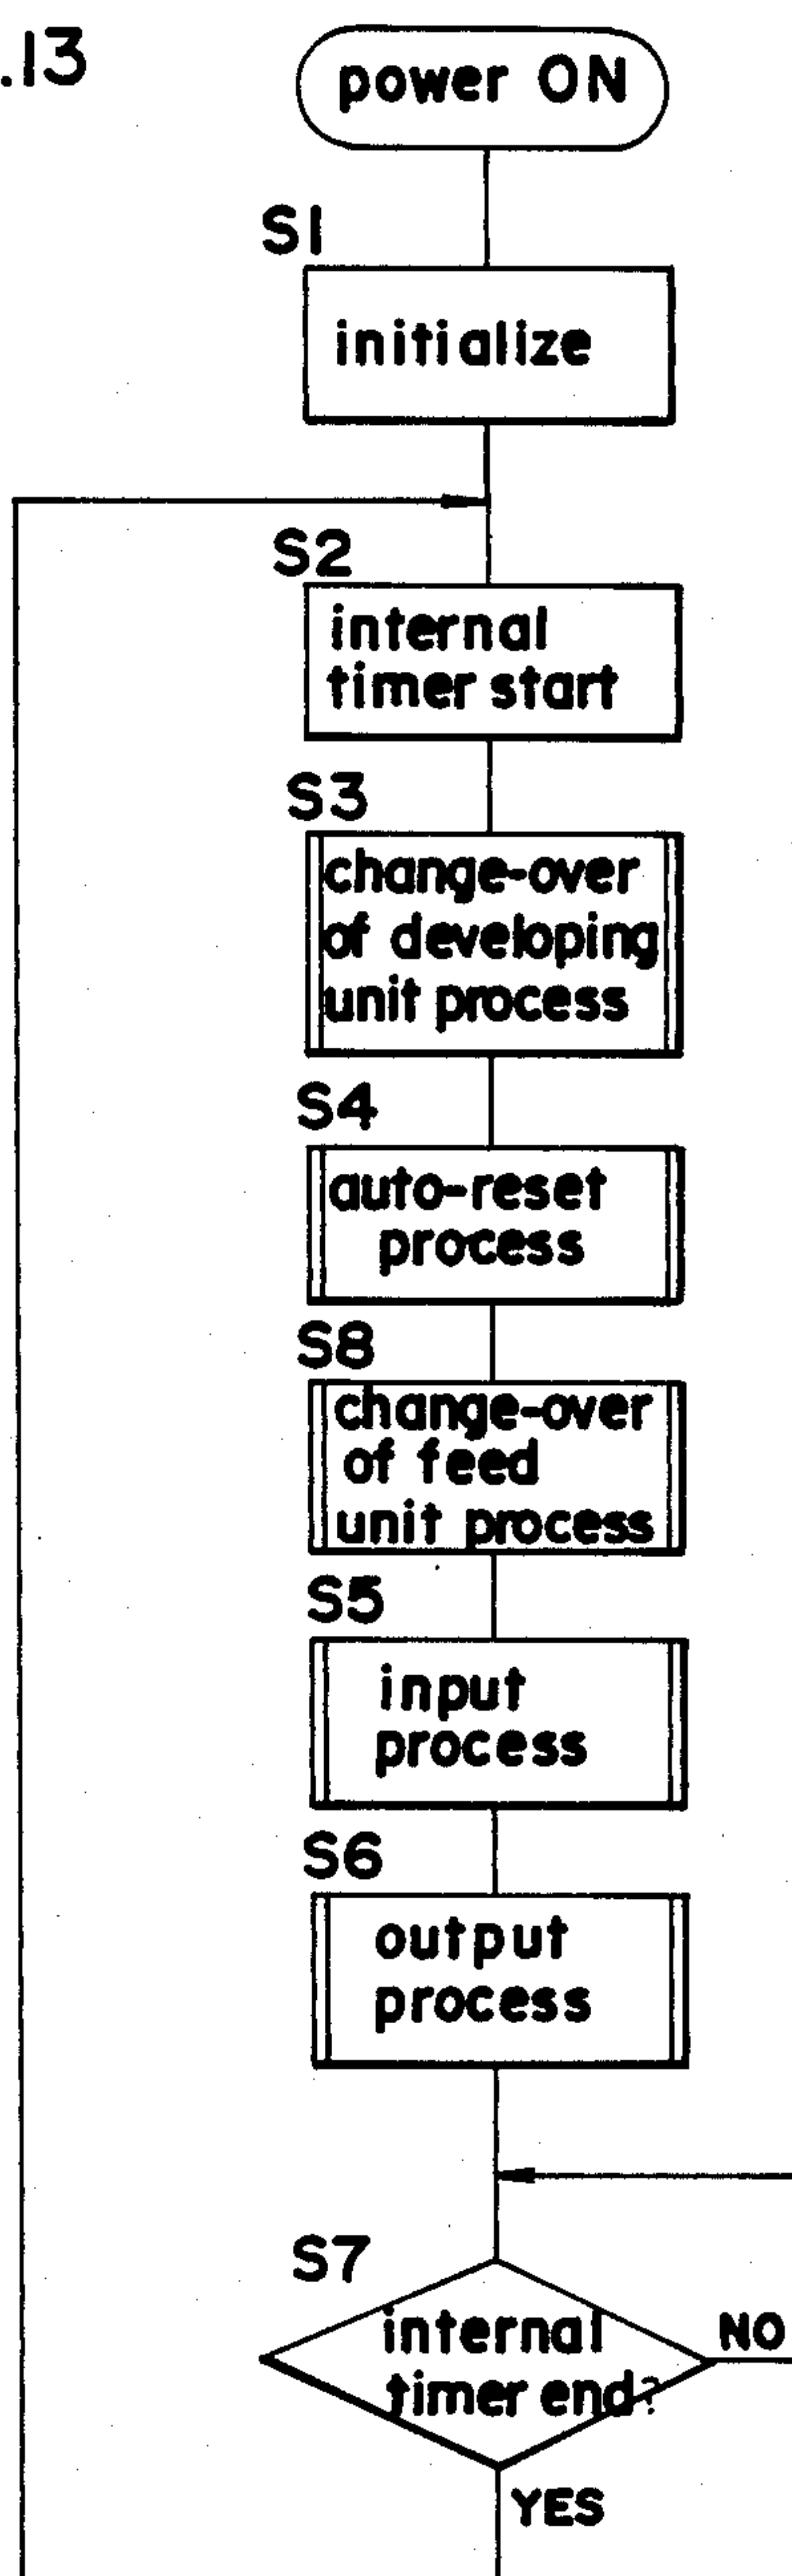 .13
power ON
S1
initialize
S2
internal
timer start
S3
change-over
of developing
unit process
S4
auto-reset
process
S8
change-over
of feed
unit process
S5
input
process
S6
output
process
S7
internal
timer end?
NO
YES